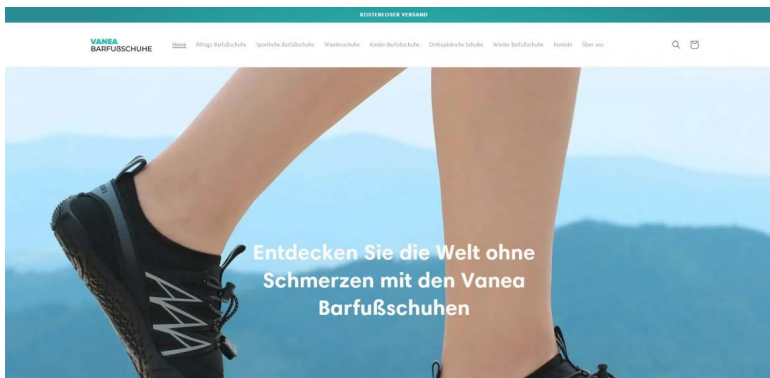 KOSTENLOSER VERSAND
VANEA
BARFUßSCHUHE
Home Alltags Barfußschuhe Sportliche Barfußschuhe Wanderschuhe Kinder Barfußschuhe Orthopädische Schuhe Winter Barfußschuhe Kontakt Über uns
Entdecken Sie die Welt ohne
Schmerzen mit den Vanea
Barfußschuhen